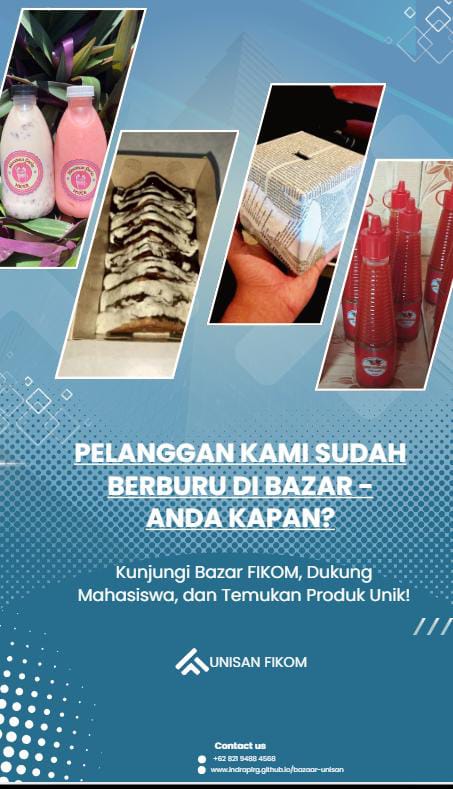 PELANGGAN KAMI SUDAH
BERBURU DI BAZAR -
ANDA KAPAN?
Kunjungi Bazar FIKOM, Dukung
Mahasiswa, dan Temukan Produk Unik!
UNISAN FIKOM
Contact us
+62 821 9488 4568
www.indraplrg.github.io/bazaar-unisan